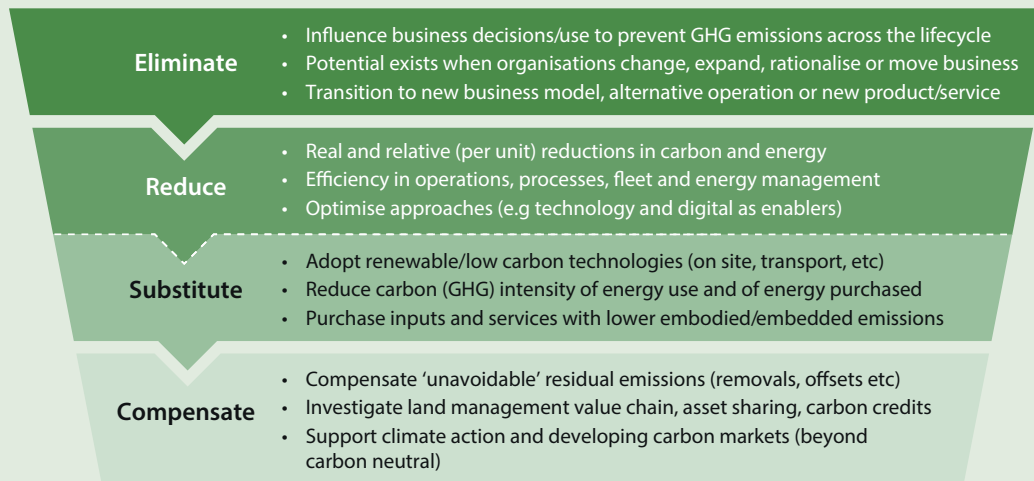 Eliminate
• Influence business decisions/use to prevent GHG emissions across the lifecycle
• Potential exists when organisations change, expand, rationalise or move business
• Transition to new business model, alternative operation or new product/service
Reduce
• Real and relative (per unit) reductions in carbon and energy
• Efficiency in operations, processes, fleet and energy management
• Optimise approaches (e.g technology and digital as enablers)
Substitute
• Adopt renewable/low carbon technologies (on site, transport, etc)
• Reduce carbon (GHG) intensity of energy use and of energy purchased
• Purchase inputs and services with lower embodied/embedded emissions
Compensate
• Compensate ‘unavoidable’ residual emissions (removals, offsets etc)
• Investigate land management value chain, asset sharing, carbon credits
• Support climate action and developing carbon markets (beyond
carbon neutral)